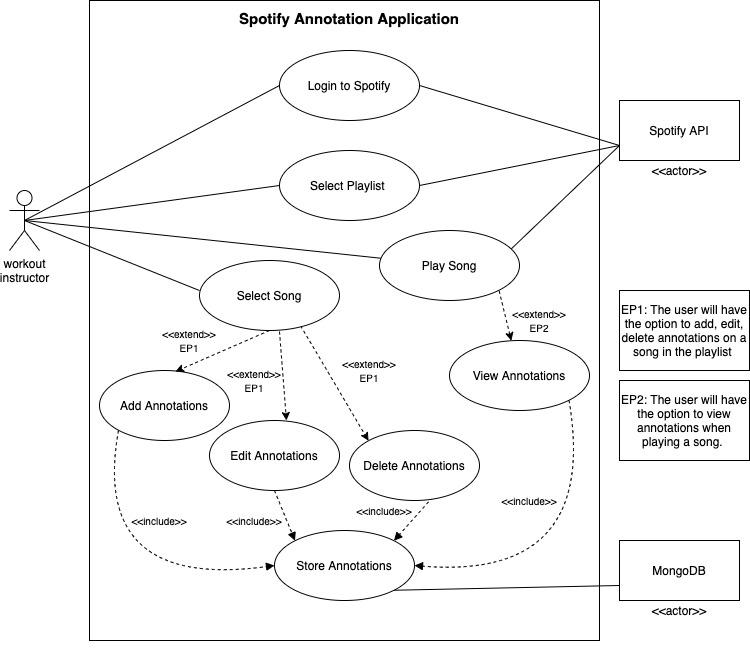 Spotify Annotation Application
Login to Spotify
Spotify API
<<actor>>
Select Playlist
workout
instructor
Play Song
Select Song
<<extend>>
EP2
EP1: The user will have
the option to add, edit,
delete annotations on a
song in the playlist
<<extend>>
EP1
<<extend>>
EP1
<<extend>>
EP1
View Annotations
Add Annotations
EP2: The user will have
the option to view
annotations when
playing a song.
Edit Annotations
Delete Annotations
<<include>>
<<include>>
<<include>>
<<include>>
Store Annotations
MongoDB
<<actor>>